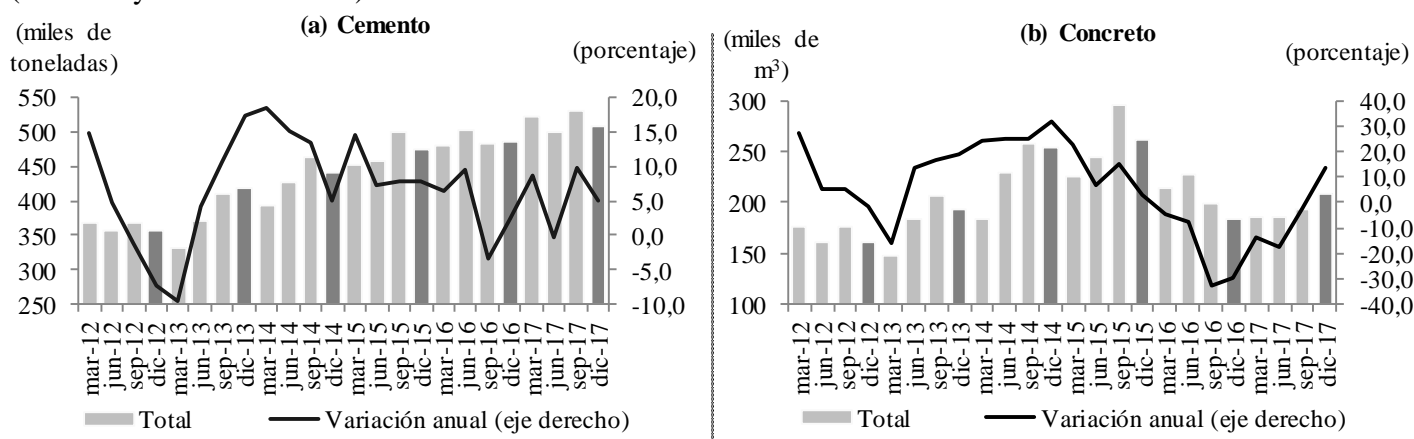 (a) Cemento
(miles de
toneladas)
(porcentaje)
550
500
450
400
350
300
250
20,0
15,0
10,0
5,0
0,0
-5,0
-10,0
mar-12
jun-12
sep-12
dic-12
mar-13
jun-13
sep-13
dic-13
mar-14
jun-14
sep-14
dic-14
mar-15
jun-15
sep-15
dic-15
mar-16
jun-16
sep-16
dic-16
mar-17
jun-17
sep-17
dic-17
Total
Variación anual (eje derecho)
(b) Concreto
(miles de
m³)
(porcentaje)
300
250
200
150
100
40,0
30,0
20,0
10,0
0,0
-10,0
-20,0
-30,0
-40,0
mar-12
jun-12
sep-12
dic-12
mar-13
jun-13
sep-13
dic-13
mar-14
jun-14
sep-14
dic-14
mar-15
jun-15
sep-15
dic-15
mar-16
jun-16
sep-16
dic-16
mar-17
jun-17
sep-17
dic-17
Total
Variación anual (eje derecho)